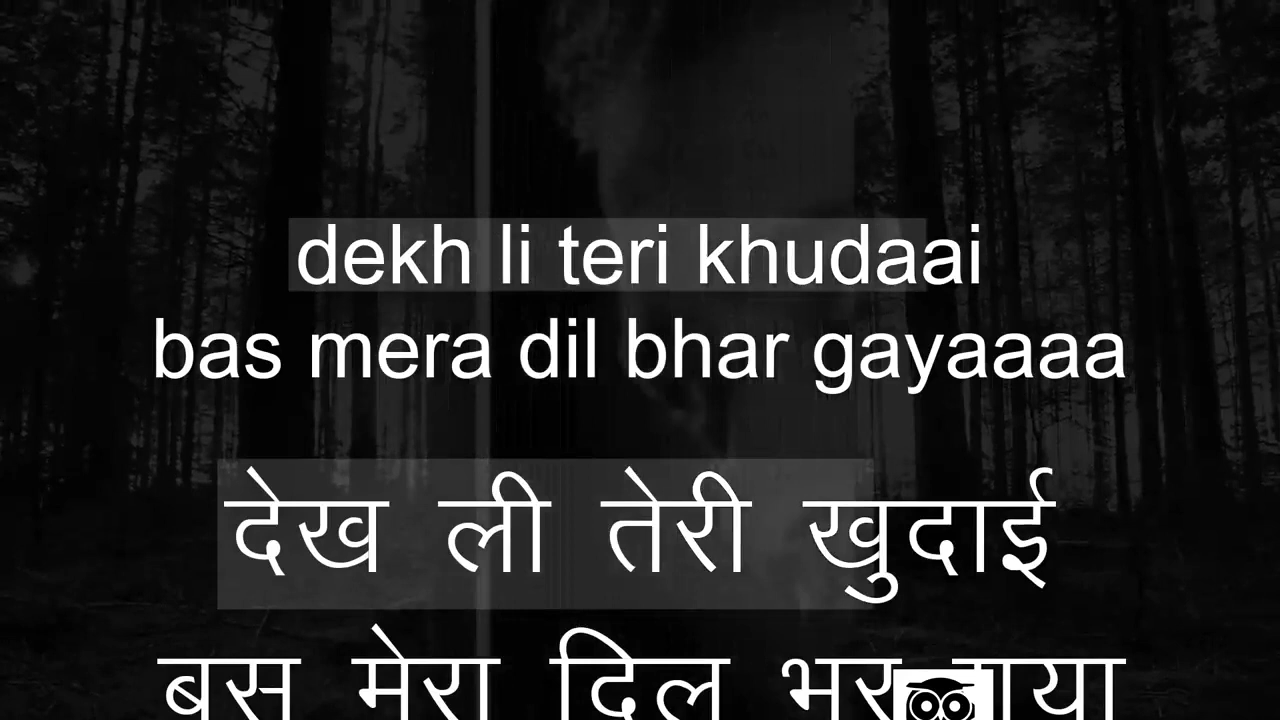 dekh li teri khudaai
bas mera dil bhar gayaaaa
देख ली तेरी खुदाई
बस मेरा दिल भर